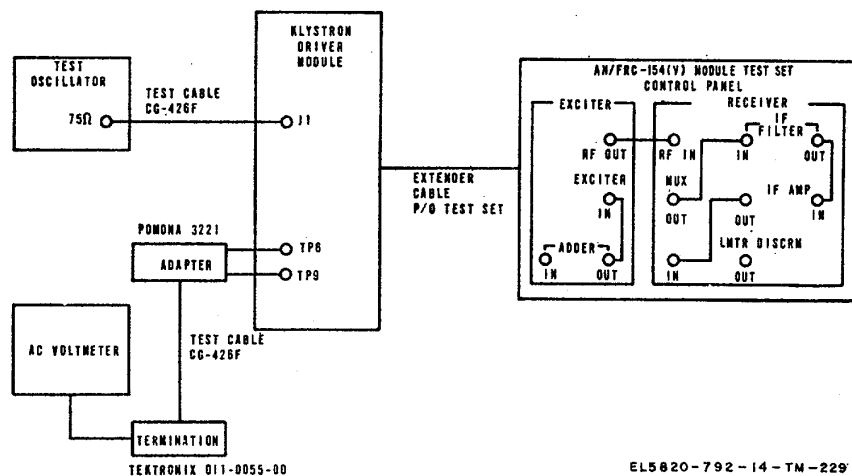 TEST
OSCILLATOR
75Ω
TEST CABLE
CG-426F
KLYSTRON
DRIVER
MODULE
J1
TP6
TP9
POMONA 3221
ADAPTER
TEST CABLE
CG-426F
AC VOLTMETER
TERMINATION
TEKTRONIX 011-0055-00
EXTENDER
CABLE
P/O TEST SET
AN/FRC-154(V) MODULE TEST SET
CONTROL PANEL
EXCITER
RF OUT
EXCITER
IN
ADDER
IN
OUT
RECEIVER
IF
FILTER
RF IN
IN
OUT
MUX
OUT
OUT
IF AMP
IN
LMTR DISCRM
IN
OUT
EL5820-792-14-TM-229